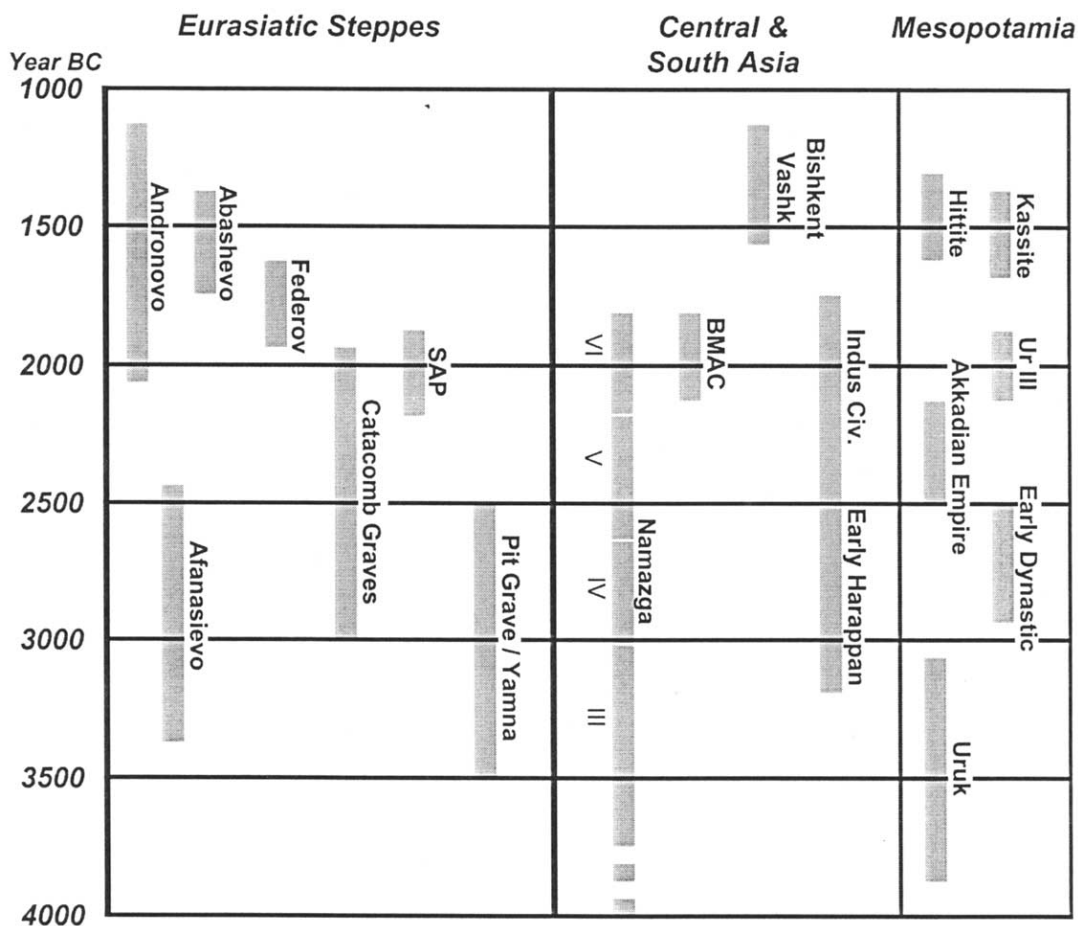 Eurasiatic Steppes
Central &
South Asia
Mesopotamia
Year BC
1000
1500
2000
2500
3000
3500
4000
Andronovo
Afanasievo
Abashevo
Federov
Catacomb Graves
SAP
Pit Grave / Yamna
VI
V
IV
III
Namazga
BMAC
Bishkent
Vashk
Indus Civ.
Early Harappan
Hittite
Akkadian Empire
Uruk
Kassite
Ur III
Early Dynastic